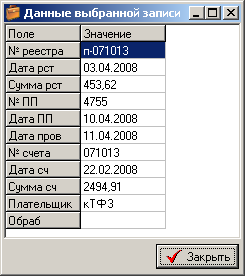 Данные выбранной записи
Поле Значение
№ реестра п-071013
Дата рст 03.04.2008
Сумма рст 453,62
№ ПП 4755
Дата ПП 10.04.2008
Дата пров 11.04.2008
№ счета 071013
Дата сч 22.02.2008
Сумма сч 2494,91
Плательщик кТФ3
Обраб
Закрыть